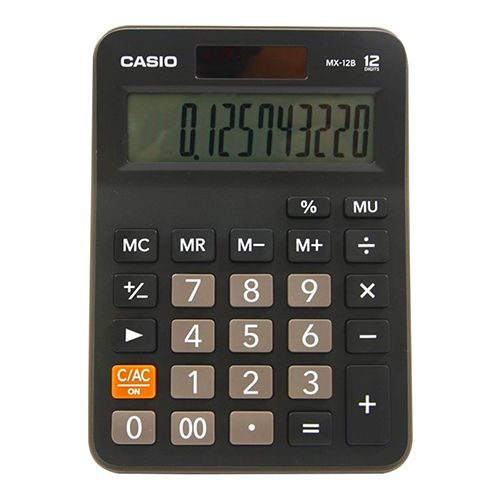 CASIO MX-12B 12
DIGITS
0.125743220
% MU
MC MR M− M+ ÷
+/− 7 8 9 ×
▶ 4 5 6 −
C/AC 1 2 3 +
ON
0 00 · =